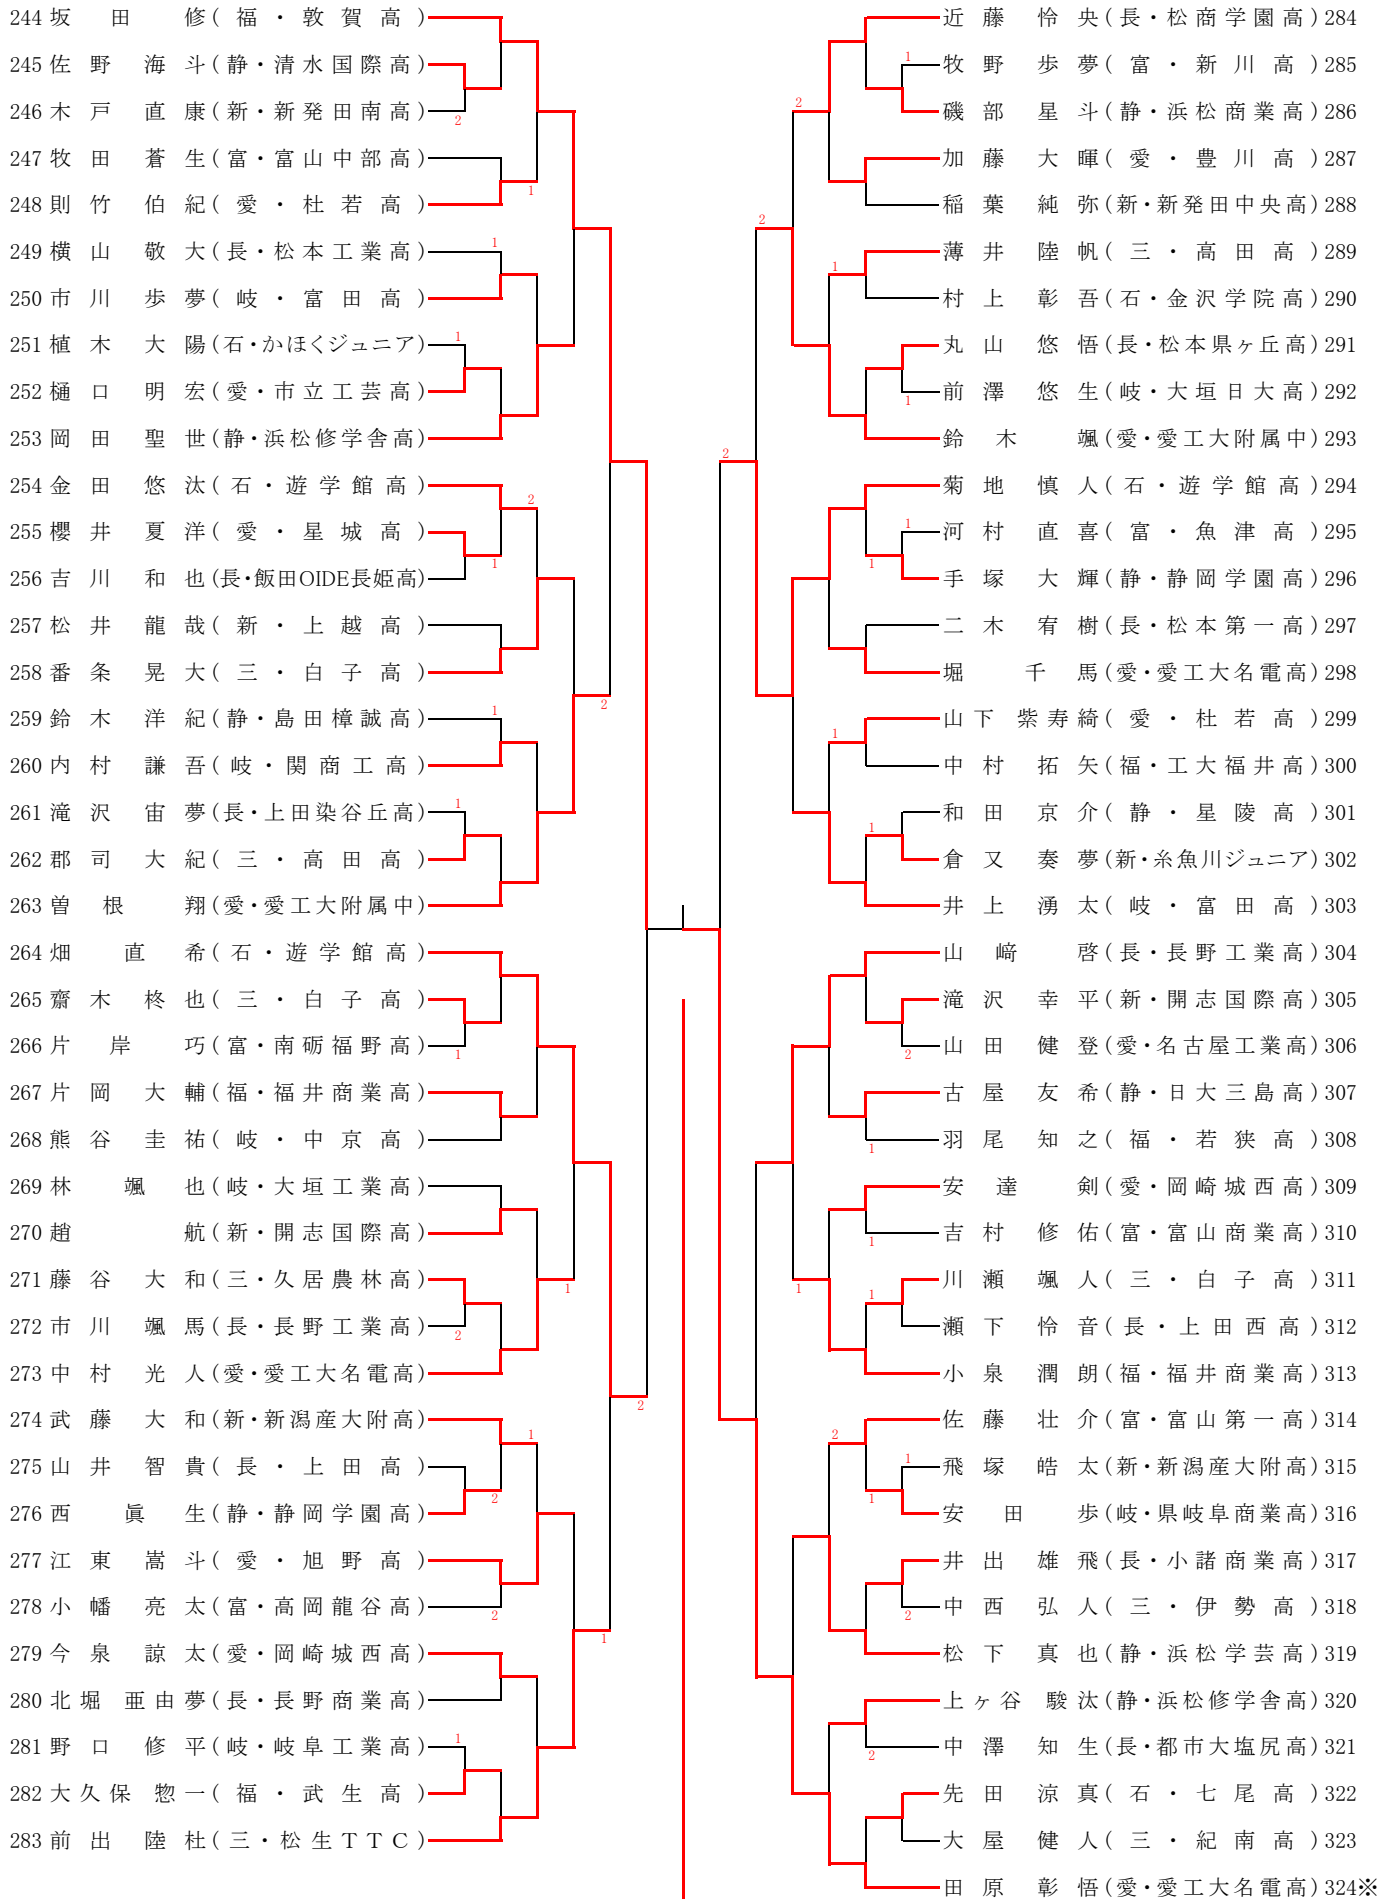 244 坂田 修 (福・敦賀高)
245 佐野 海斗 (静・清水国際高)
246 木戸 直康 (新・新発田南高)
2
247 牧田 蒼生 (富・富山中部高)
1
248 則竹 伯紀 (愛・杜若高)
249 横山 敬大 (長・松本工業高)
1
250 市川 歩夢 (岐・富田高)
251 植木 大陽 (石・かほくジュニア)
1
252 樋口 明宏 (愛・市立工芸高)
253 岡田 聖世 (静・浜松修学舎高)
254 金田 悠汰 (石・遊学館高)
2
255 櫻井 夏洋 (愛・星城高)
1
256 吉川 和也 (長・飯田OIDE長姫高)
257 松井 龍哉 (新・上越高)
258 番条 晃大 (三・白子高)
2
259 鈴木 洋紀 (静・島田樟誠高)
1
260 内村 謙吾 (岐・関商工高)
261 滝沢 宙夢 (長・上田染谷丘高)
1
262 郡司 大紀 (三・高田高)
263 曽根 翔 (愛・愛工大附属中)
264 畑 直希 (石・遊学館高)
265 齋木 柊也 (三・白子高)
266 片岸 巧 (富・南砺福野高)
1
267 片岡 大輔 (福・福井商業高)
268 熊谷 圭祐 (岐・中京高)
269 林 颯也 (岐・大垣工業高)
270 趙 航 (新・開志国際高)
271 藤谷 大和 (三・久居農林高)
1
272 市川 颯馬 (長・長野工業高)
2
273 中村 光人 (愛・愛工大名電高)
2
274 武藤 大和 (新・新潟産大附高)
1
275 山井 智貴 (長・上田高)
2
276 西 眞生 (静・静岡学園高)
277 江東 嵩斗 (愛・旭野高)
278 小幡 亮太 (富・高岡龍谷高)
2
1
279 今泉 諒太 (愛・岡崎城西高)
280 北堀 亜由夢 (長・長野商業高)
281 野口 修平 (岐・岐阜工業高)
1
282 大久保 惣一 (福・武生高)
283 前出 陸杜 (三・松生TTC)
近藤 怜央 (長・松商学園高) 284
1
牧野 歩夢 (富・新川高) 285
2
磯部 星斗 (静・浜松商業高) 286
加藤 大暉 (愛・豊川高) 287
稲葉 純弥 (新・新発田中央高) 288
2
薄井 陸帆 (三・高田高) 289
1
村上 彰吾 (石・金沢学院高) 290
丸山 悠悟 (長・松本県ヶ丘高) 291
前澤 悠生 (岐・大垣日大高) 292
1
鈴木 颯 (愛・愛工大附属中) 293
2
菊地 慎人 (石・遊学館高) 294
1
河村 直喜 (富・魚津高) 295
1
手塚 大輝 (静・静岡学園高) 296
二木 宥樹 (長・松本第一高) 297
堀 千馬 (愛・愛工大名電高) 298
山下 紫寿綺 (愛・杜若高) 299
1
中村 拓矢 (福・工大福井高) 300
和田 京介 (静・星陵高) 301
1
倉又 奏夢 (新・糸魚川ジュニア) 302
井上 湧太 (岐・富田高) 303
山﨑 啓 (長・長野工業高) 304
滝沢 幸平 (新・開志国際高) 305
山田 健登 (愛・名古屋工業高) 306
2
古屋 友希 (静・日大三島高) 307
羽尾 知之 (福・若狭高) 308
1
安達 剣 (愛・岡崎城西高) 309
吉村 修佑 (富・富山商業高) 310
1
川瀬 颯人 (三・白子高) 311
1
1
瀬下 怜音 (長・上田西高) 312
小泉 潤朗 (福・福井商業高) 313
佐藤 壮介 (富・富山第一高) 314
2
1
飛塚 皓太 (新・新潟産大附高) 315
1
安田 歩 (岐・県岐阜商業高) 316
井出 雄飛 (長・小諸商業高) 317
中西 弘人 (三・伊勢高) 318
2
松下 真也 (静・浜松学芸高) 319
上ヶ谷 駿汰 (静・浜松修学舎高) 320
中澤 知生 (長・都市大塩尻高) 321
2
先田 涼真 (石・七尾高) 322
大屋 健人 (三・紀南高) 323
田原 彰悟 (愛・愛工大名電高) 324※